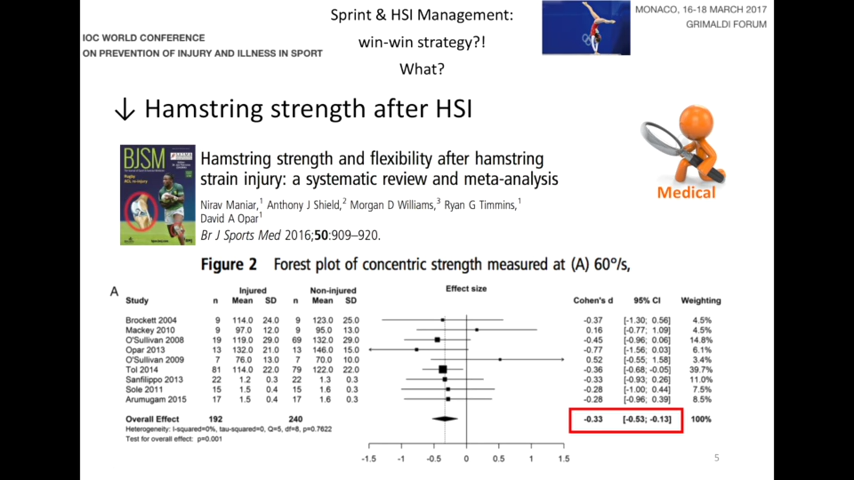 Sprint & HSI Management:
win-win strategy?!
What?
IOC WORLD CONFERENCE
ON PREVENTION OF INJURY AND ILLNESS IN SPORT
MONACO, 16-18 MARCH 2017
GRIMALDI FORUM
↓ Hamstring strength after HSI
BJSM
Hamstring strength and flexibility after hamstring
strain injury: a systematic review and meta-analysis
Nirav Maniar,1 Anthony J Shield,2 Morgan D Williams,3 Ryan G Timmins,1
David A Opar1
Br J Sports Med 2016;50:909–920.
Medical
Figure 2 Forest plot of concentric strength measured at (A) 60°/s,
A
Injured Non-injured Effect size
Study n Mean SD n Mean SD Cohen's d 95% CI Weighting
Brockett 2004 9 114.0 24.0 9 123.0 25.0 -0.37 [-1.30; 0.56] 4.5%
Mackey 2010 9 97.0 12.0 9 95.0 13.0 0.16 [-0.77; 1.09] 4.5%
O'Sullivan 2008 19 119.0 29.0 69 132.0 29.0 -0.45 [-0.96; 0.06] 14.8%
Opar 2013 13 132.0 21.0 13 146.0 15.0 -0.77 [-1.56; 0.03] 6.1%
O'Sullivan 2009 7 76.0 13.0 7 70.0 10.0 0.52 [-0.55; 1.58] 3.4%
Tol 2014 81 114.0 22.0 79 122.0 22.0 -0.36 [-0.68; -0.05] 39.7%
Sanfilippo 2013 22 1.2 0.3 22 1.3 0.3 -0.33 [-0.93; 0.26] 11.0%
Sole 2011 15 1.5 0.4 15 1.6 0.3 -0.28 [-1.00; 0.44] 7.5%
Arumugam 2015 17 1.5 0.4 17 1.6 0.3 -0.28 [-0.96; 0.39] 8.5%
Overall Effect 192 240 -0.33 [-0.53; -0.13] 100%
Heterogeneity: I-squared=0%, tau-squared=0, Q=5, df=8, p=0.7622
Test for overall effect: p=0.001
-1.5 -1 -0.5 0 0.5 1 1.5
5